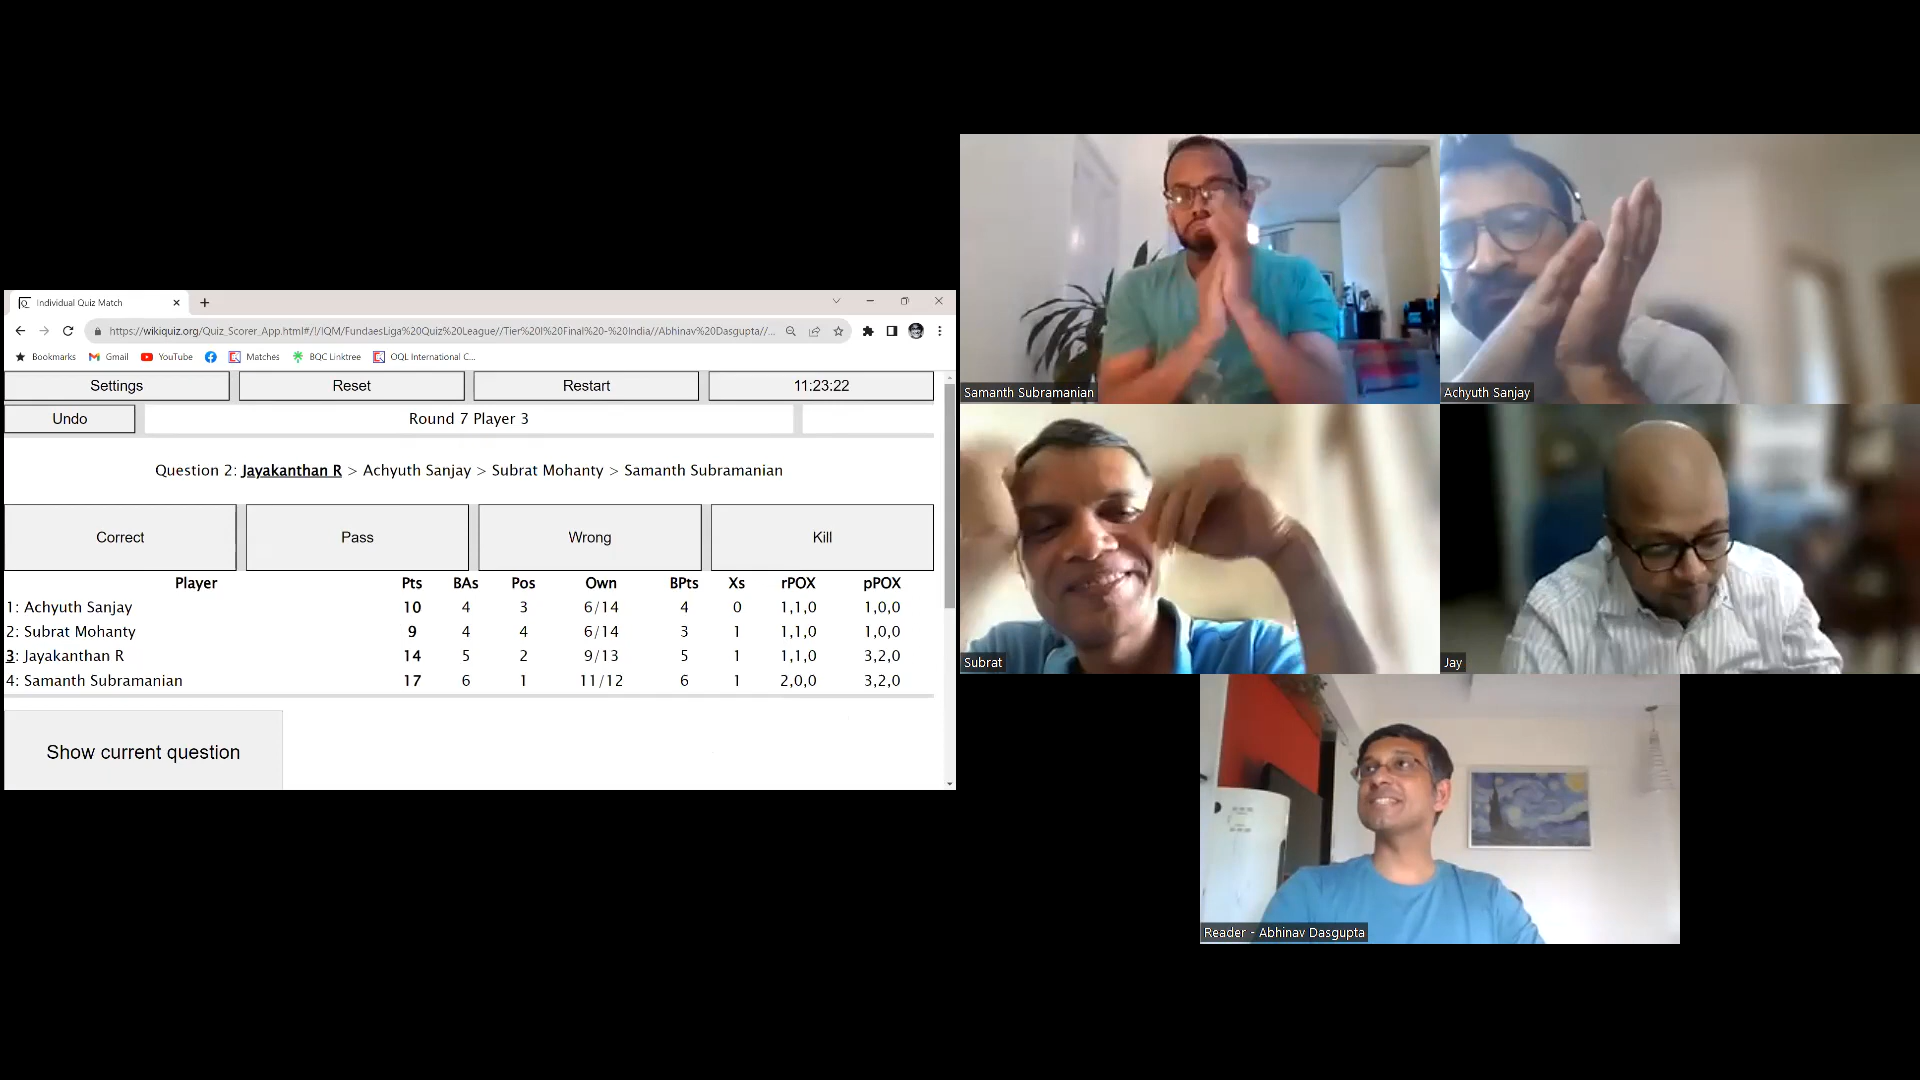 Individual Quiz Match
https://wikiquiz.org/Quiz_Scorer_App.html#/!/IQM/FundaesLiga%20Quiz%20League//Tier%20I%20Final%20-%20India//Abhinav%20Dasgupta//...
Bookmarks Gmail YouTube Matches BQC Linktree OQL International C...
Settings Reset Restart 11:23:22
Undo Round 7 Player 3
Question 2: Jayakanthan R > Achyuth Sanjay > Subrat Mohanty > Samanth Subramanian
Correct Pass Wrong Kill
Player Pts BAs Pos Own BPts Xs rPOX pPOX
1: Achyuth Sanjay 10 4 3 6/14 4 0 1,1,0 1,0,0
2: Subrat Mohanty 9 4 4 6/14 3 1 1,1,0 1,0,0
3: Jayakanthan R 14 5 2 9/13 5 1 1,1,0 3,2,0
4: Samanth Subramanian 17 6 1 11/12 6 1 2,0,0 3,2,0
Show current question
Samanth Subramanian
Achyuth Sanjay
Subrat
Jay
Reader - Abhinav Dasgupta